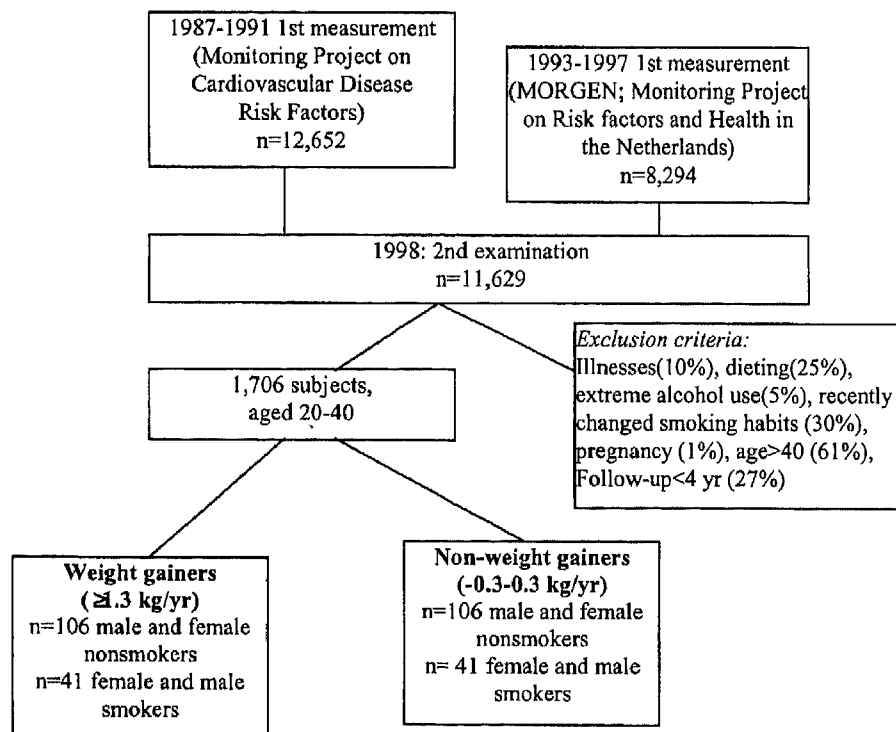 1987-1991 1st measurement
(Monitoring Project on
Cardiovascular Disease
Risk Factors)
n=12,652
1993-1997 1st measurement
(MORGEN; Monitoring Project
on Risk factors and Health in
the Netherlands)
n=8,294
1998: 2nd examination
n=11,629
Exclusion criteria:
Illnesses(10%), dieting(25%),
extreme alcohol use(5%), recently
changed smoking habits (30%),
pregnancy (1%), age>40 (61%),
Follow-up<4 yr (27%)
1,706 subjects,
aged 20-40
Weight gainers
(≥1.3 kg/yr)
n=106 male and female
nonsmokers
n=41 female and male
smokers
Non-weight gainers
(-0.3-0.3 kg/yr)
n=106 male and female
nonsmokers
n= 41 female and male
smokers